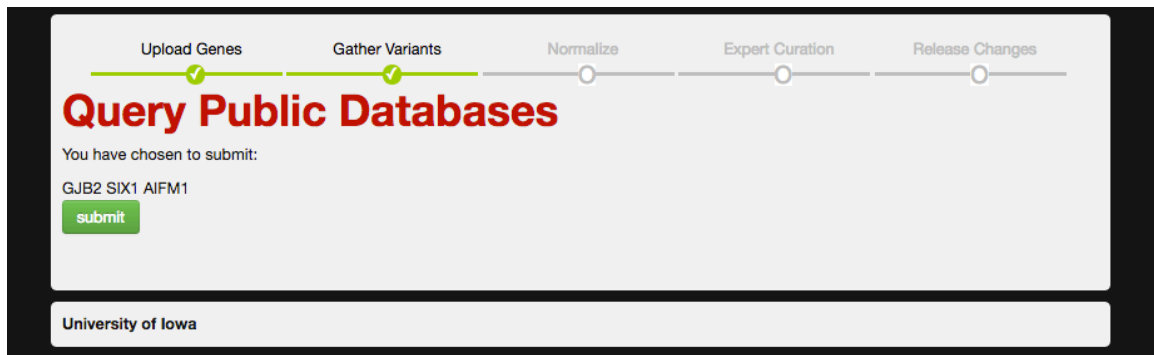 Upload Genes Gather Variants Normalize Expert Curation Release Changes
Query Public Databases
You have chosen to submit:
GJB2 SIX1 AIFM1
submit
University of Iowa